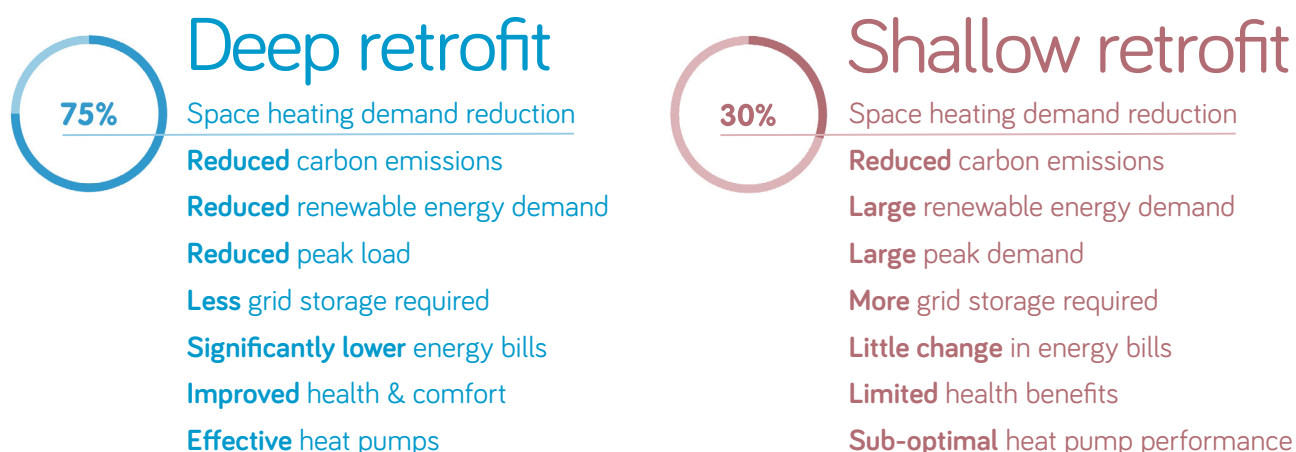 Deep retrofit
75%
Space heating demand reduction
Reduced carbon emissions
Reduced renewable energy demand
Reduced peak load
Less grid storage required
Significantly lower energy bills
Improved health & comfort
Effective heat pumps
Shallow retrofit
30%
Space heating demand reduction
Reduced carbon emissions
Large renewable energy demand
Large peak demand
More grid storage required
Little change in energy bills
Limited health benefits
Sub-optimal heat pump performance